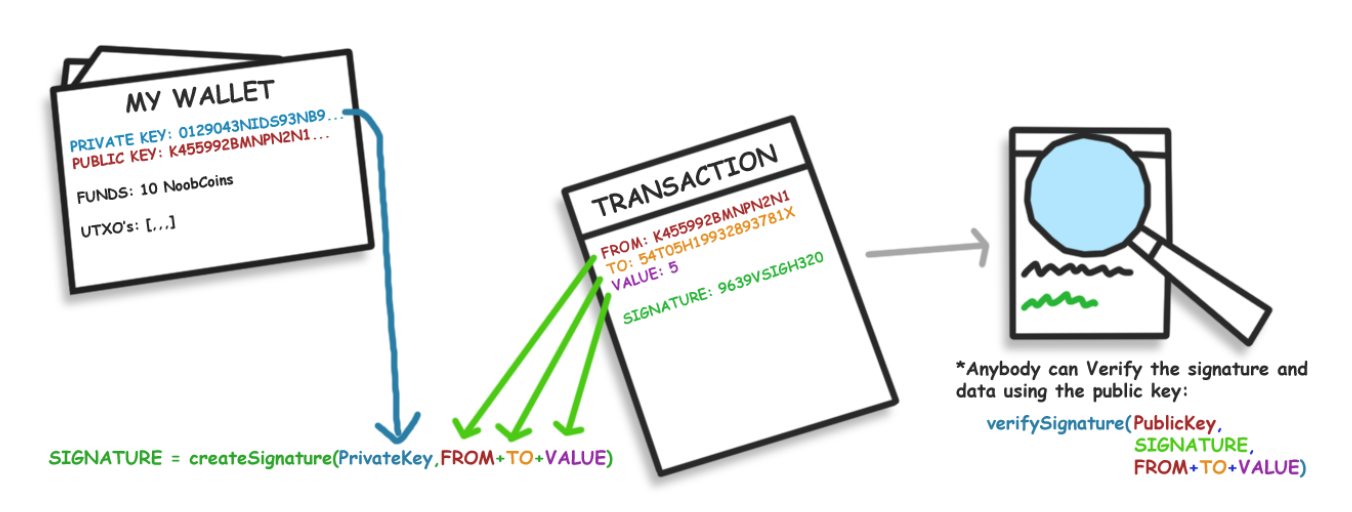 MY WALLET
PRIVATE KEY: 0129043NIDS93NB9...
PUBLIC KEY: K455992BMNPN2N1...
FUNDS: 10 NoobCoins
UTXO's: [,,,]
TRANSACTION
FROM: K455992BMNPN2N1
TO: 54T05H19932893781X
VALUE: 5
SIGNATURE: 9639VSIGH320
SIGNATURE = createSignature(PrivateKey,FROM+TO+VALUE)
*Anybody can Verify the signature and
data using the public key:
verifySignature(PublicKey,
SIGNATURE,
FROM+TO+VALUE)